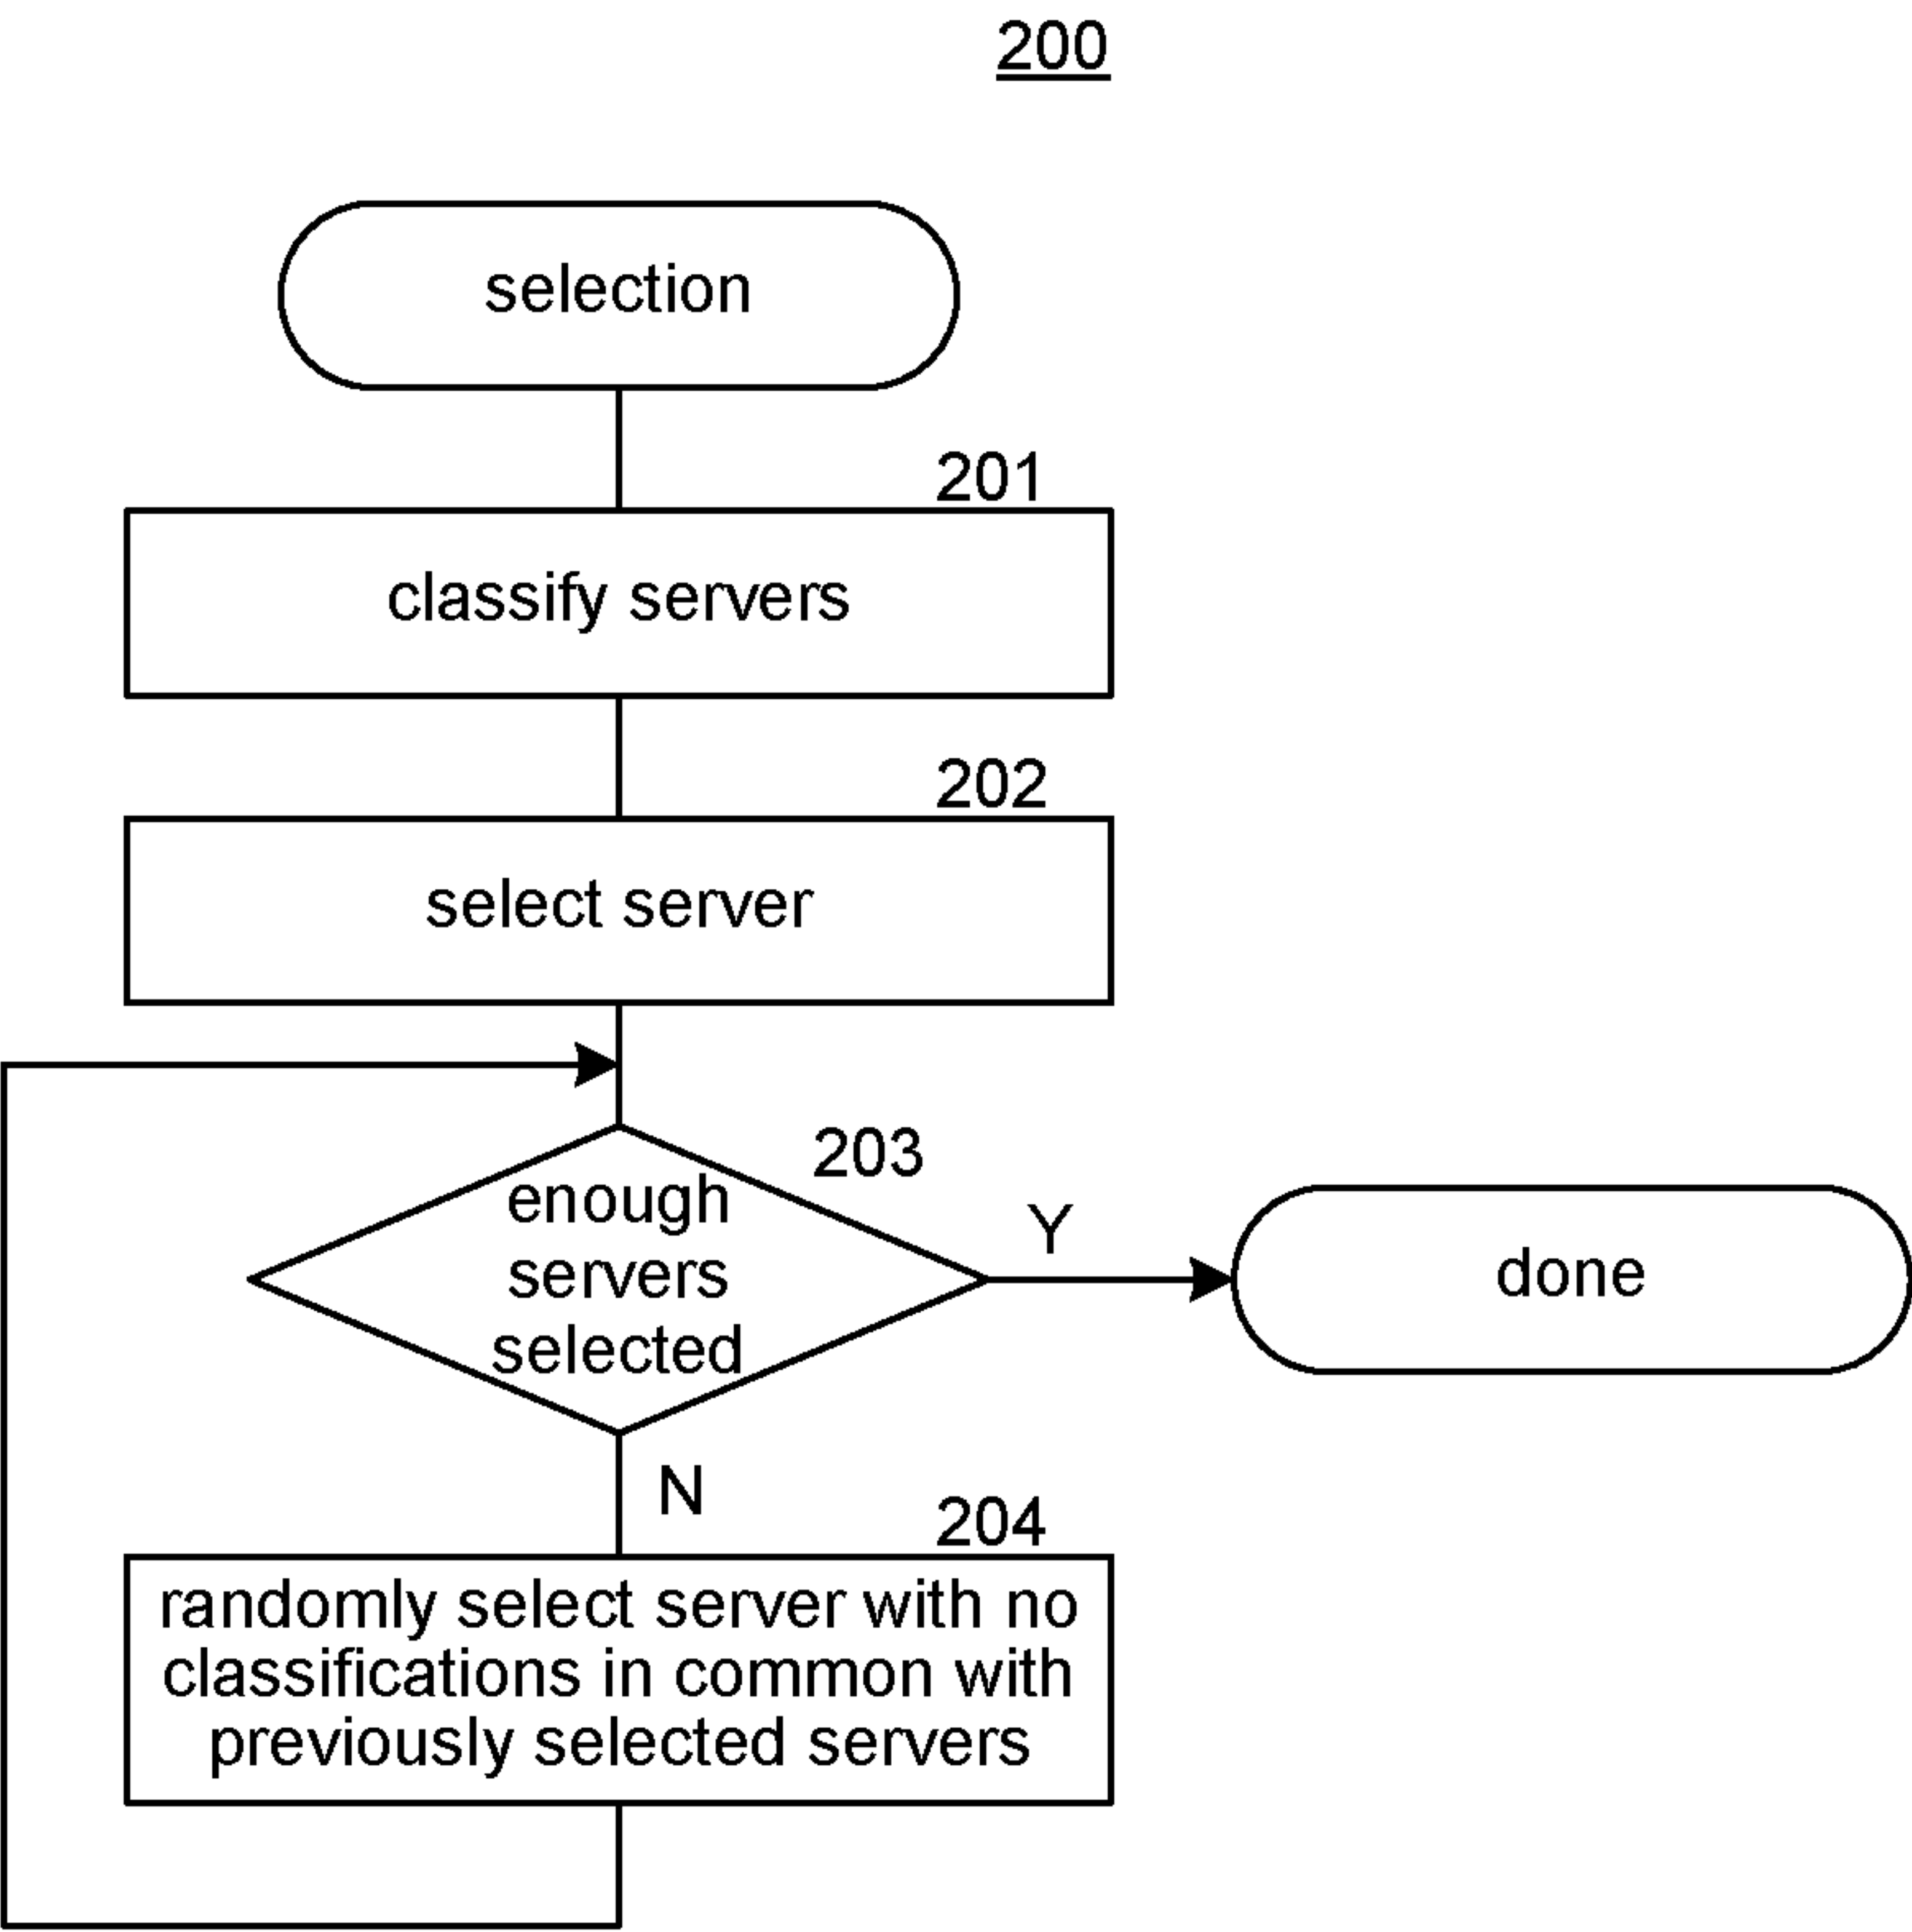 200
selection
201
classify servers
202
select server
203
enough
servers
selected
Y
done
N
204
randomly select server with no
classifications in common with
previously selected servers